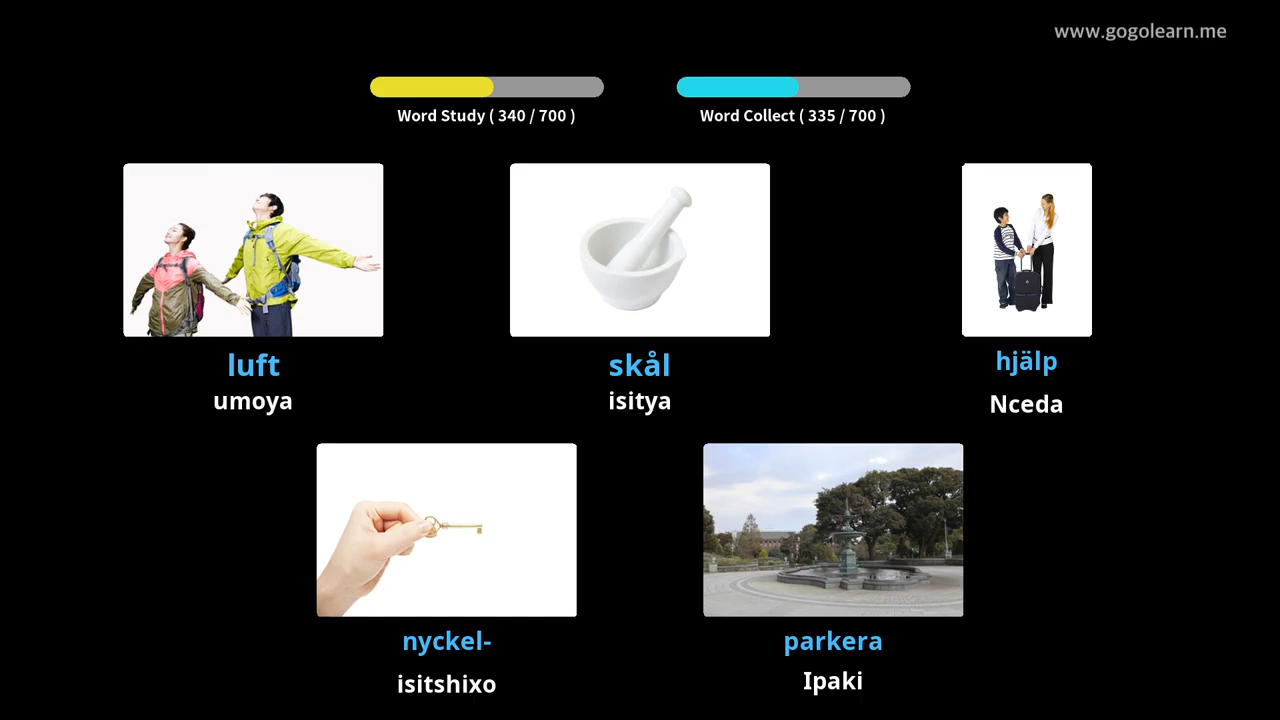 www.gogolearn.me
Word Study ( 340 / 700 )
Word Collect ( 335 / 700 )
luft
umoya
skål
isitya
hjälp
Nceda
nyckel-
isitshixo
parkera
Ipaki